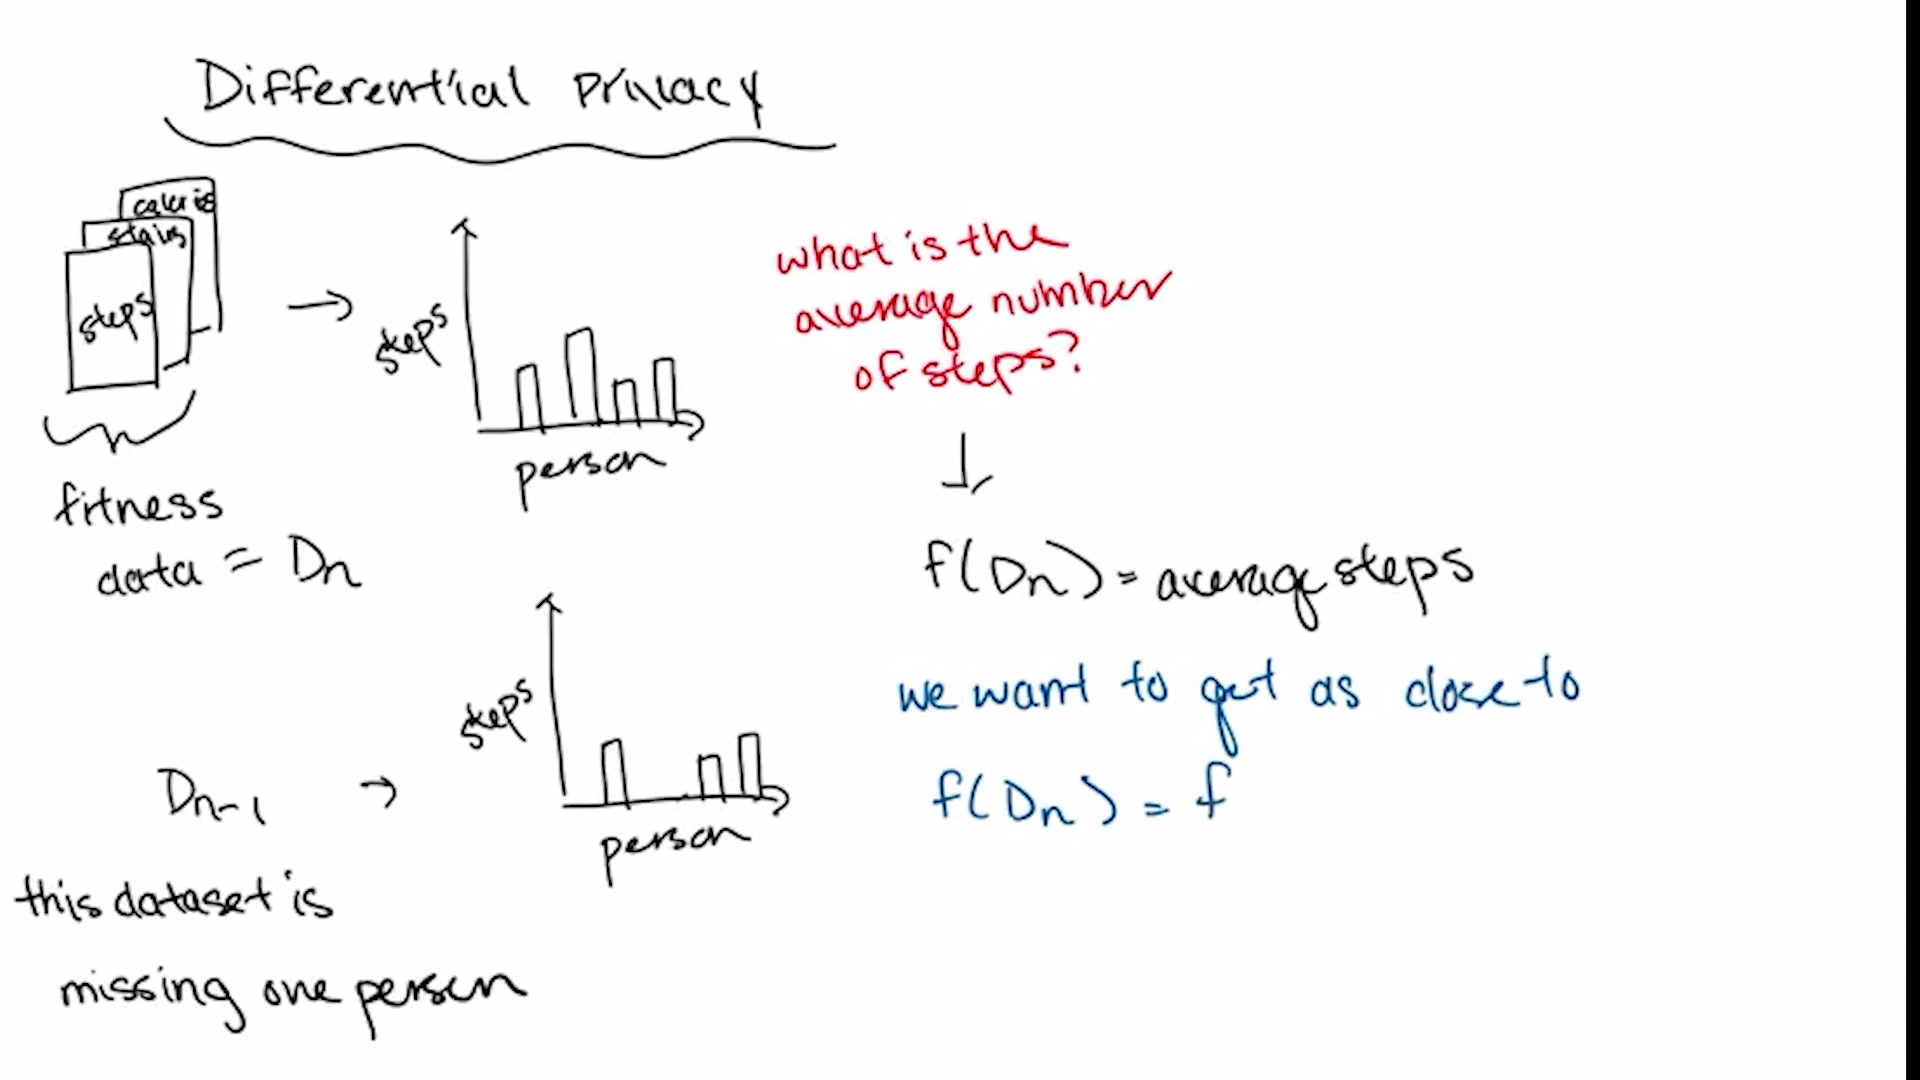 Differential privacy
calorie
stairs
steps
fitness
data = Dn
steps
person
what is the
average number
of steps?
f(Dn) = average steps
we want to get as close to
f(Dn) = f
Dn-1
this dataset is
missing one person
steps
person